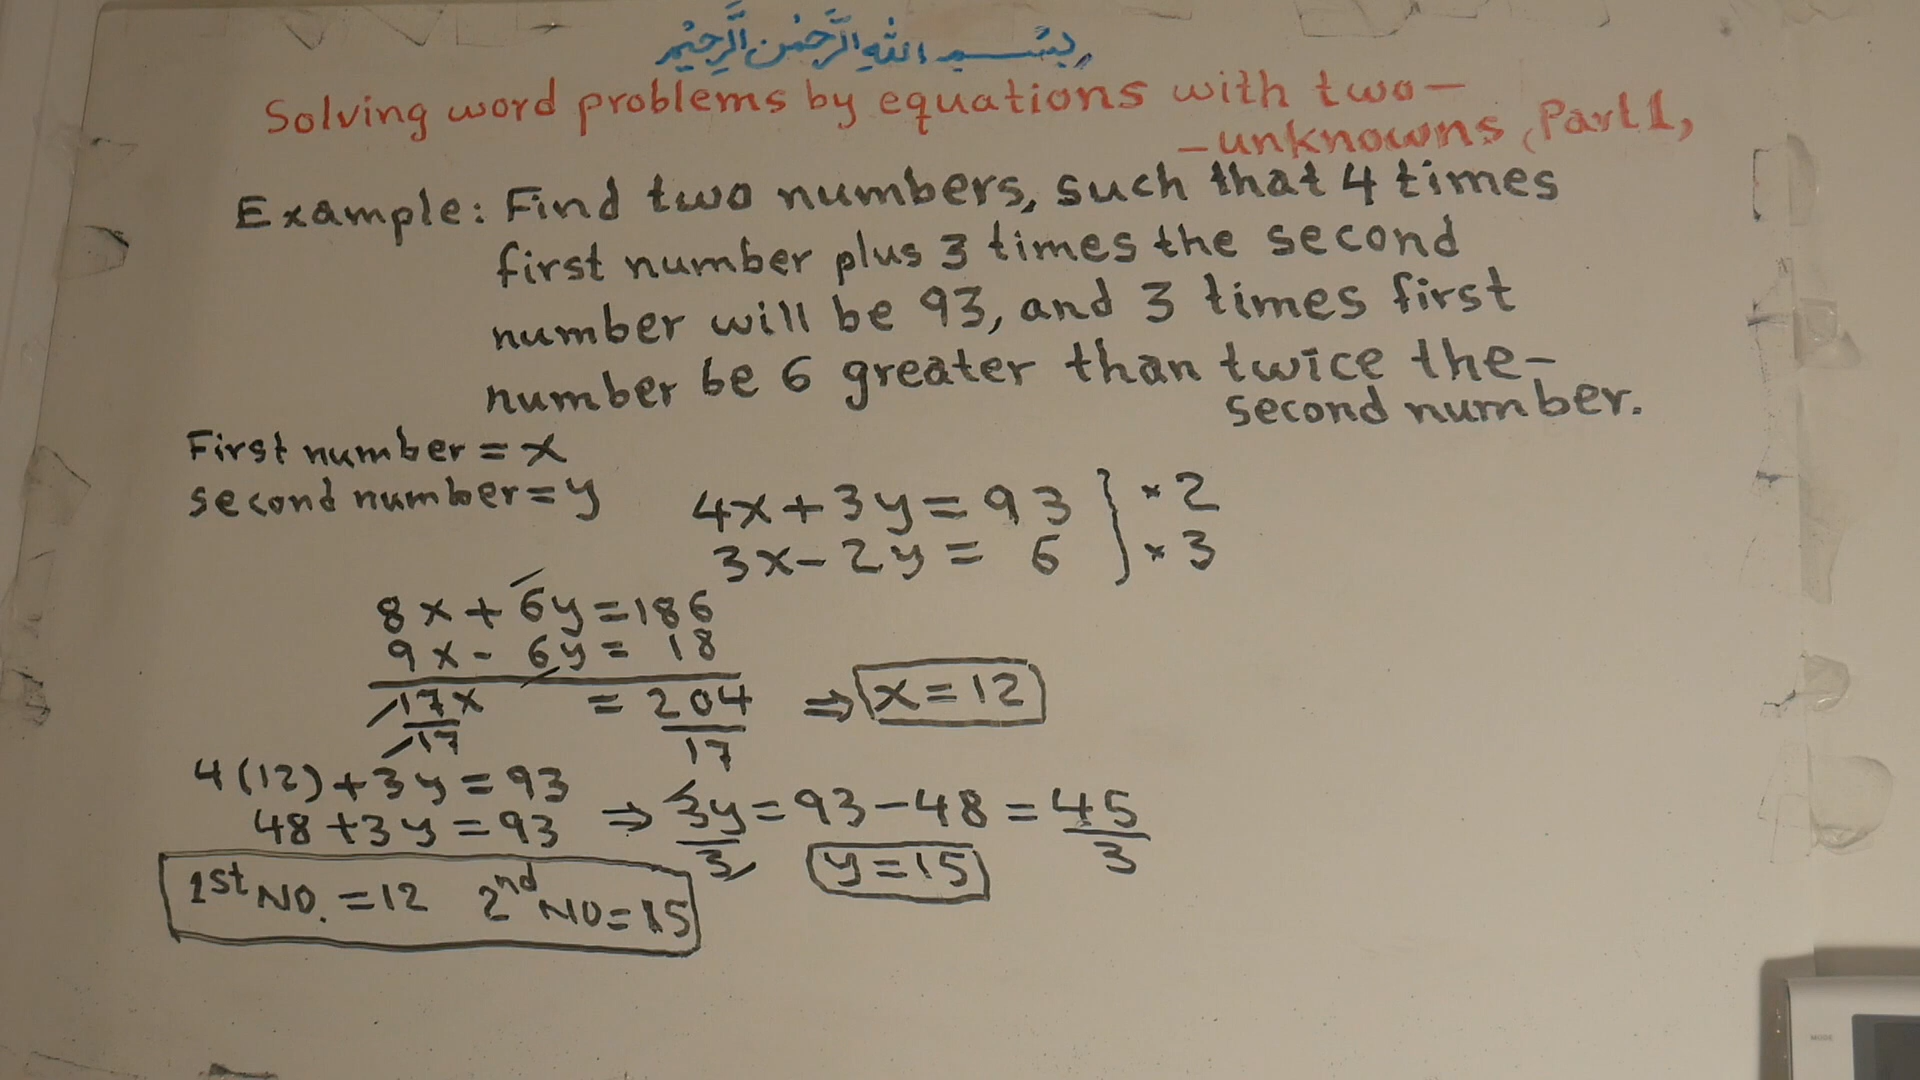 بِسْمِ اللهِ الرَّحْمٰنِ الرَّحِيْمِ
Solving word problems by equations with two-
-unknowns, Part 1,
Example: Find two numbers, such that 4 times
first number plus 3 times the second
number will be 93, and 3 times first
number be 6 greater than twice the-
second number.
First number = x
second number = y
4x + 3y = 93 } × 2
3x - 2y = 6 } × 3
8x + 6y = 186
9x - 6y = 18
17x = 204 ⇒ x = 12
17 17
4(12) + 3y = 93
48 + 3y = 93 ⇒ 3y = 93 - 48 = 45
3 3
y = 15
1st NO. = 12 2nd NO = 15
MODE